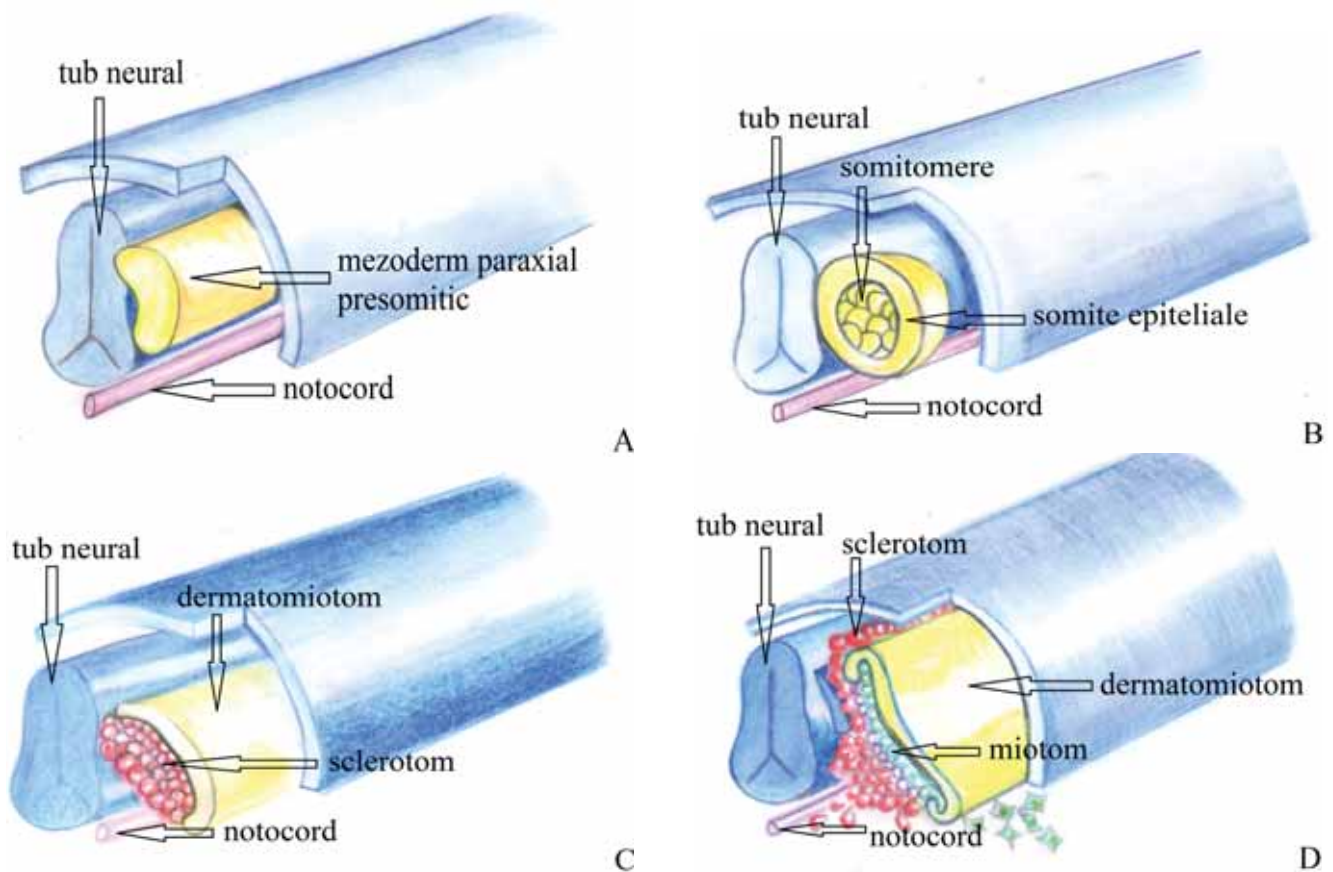 tub neural
mezoderm paraxial
presomitic
notocord
A
tub neural
somitomere
somite epiteliale
notocord
B
tub neural
dermatomiotom
sclerotom
notocord
C
tub neural
sclerotom
dermatomiotom
miotom
notocord
D